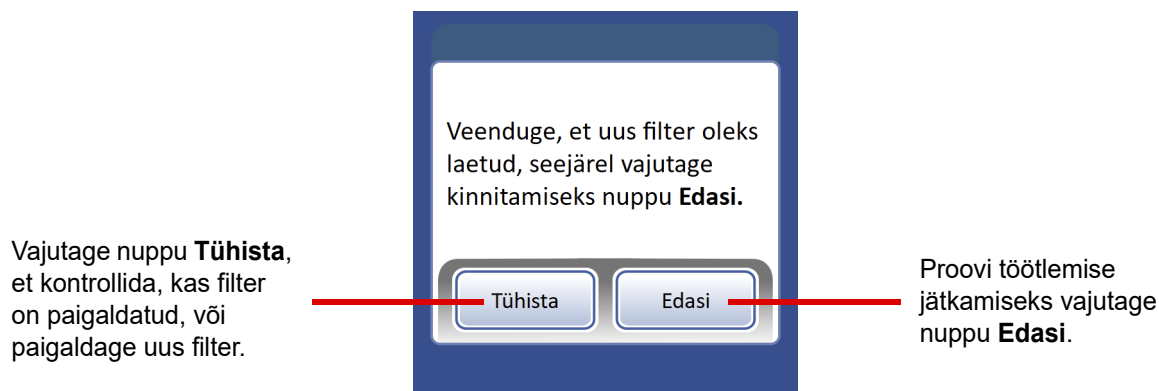 Veenduge, et uus filter oleks
laetud, seejärel vajutage
kinnitamiseks nuppu Edasi.
Vajutage nuppu Tühista,
et kontrollida, kas filter
on paigaldatud, või
paigaldage uus filter.
Tühista
Edasi
Proovi töötlemise
jätkamiseks vajutage
nuppu Edasi.